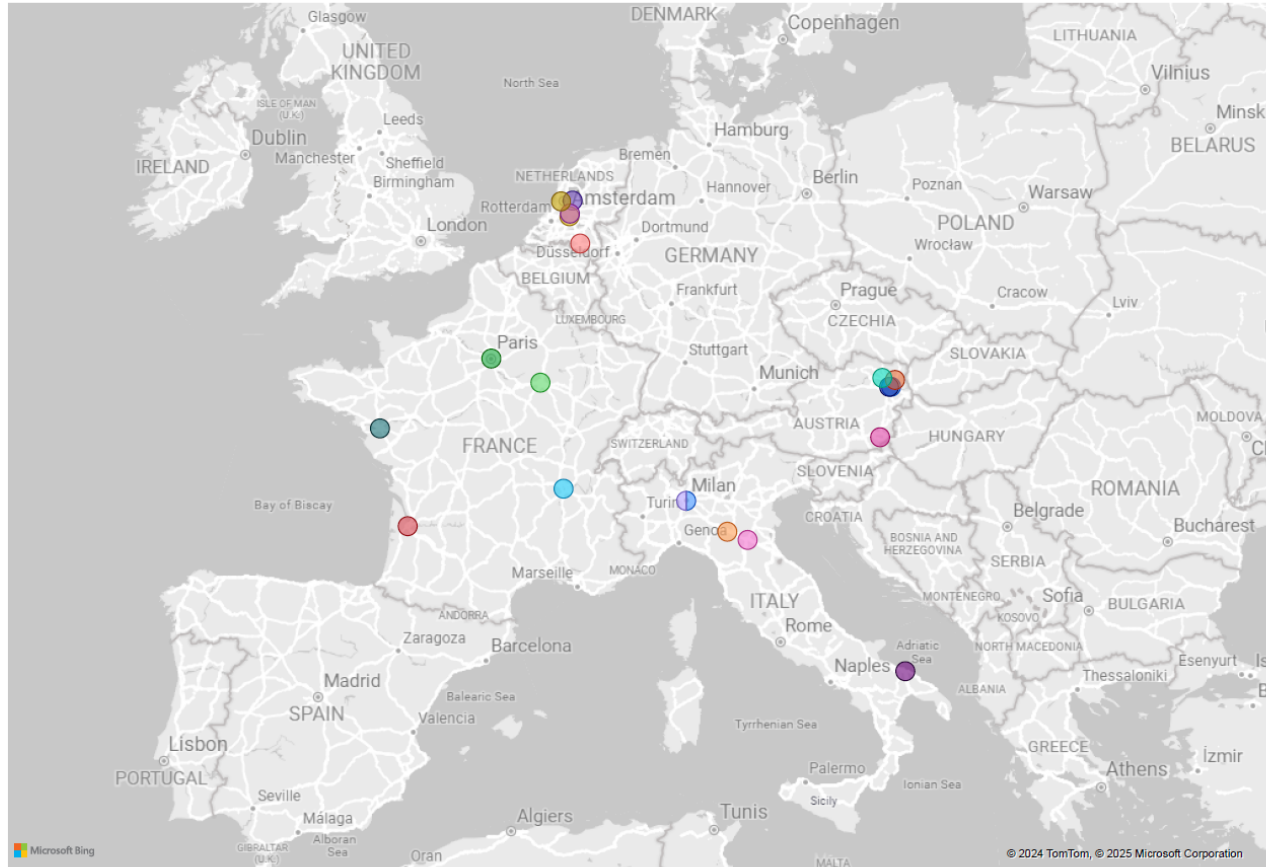 Glasgow
DENMARK
Copenhagen
LITHUANIA
UNITED
KINGDOM
Vilnius
North Sea
ISLE OF MAN
(U.K.)
Minsk
Leeds
Dublin
Hamburg
BELARUS
IRELAND
Manchester
Sheffield
Bremen
Birmingham
NETHERLANDS
Hannover
Berlin
Poznan
Warsaw
Amsterdam
Rotterdam
London
Dortmund
POLAND
Wrocław
Düsseldorf
GERMANY
BELGIUM
Frankfurt
Prague
Cracow
Lviv
LUXEMBOURG
CZECHIA
Paris
Stuttgart
SLOVAKIA
Munich
MOLDOVA
AUSTRIA
HUNGARY
FRANCE
SWITZERLAND
SLOVENIA
Milan
ROMANIA
Bay of Biscay
Turin
CROATIA
Belgrade
Genoa
BOSNIA AND
HERZEGOVINA
Bucharest
SERBIA
Marseille
MONACO
ITALY
MONTENEGRO
Sofia
BULGARIA
ANDORRA
KOSOVO
Zaragoza
Rome
Barcelona
Adriatic
Sea
NORTH MACEDONIA
Esenyurt
Naples
Thessaloniki
Madrid
Balearic Sea
ALBANIA
SPAIN
Valencia
Tyrrhenian Sea
Lisbon
GREECE
İzmir
PORTUGAL
Palermo
Athens
Ionian Sea
Seville
Sicily
Málaga
Algiers
Tunis
Alboran
Sea
GIBRALTAR
(U.K.)
Oran
MALTA
Microsoft Bing
© 2024 TomTom, © 2025 Microsoft Corporation